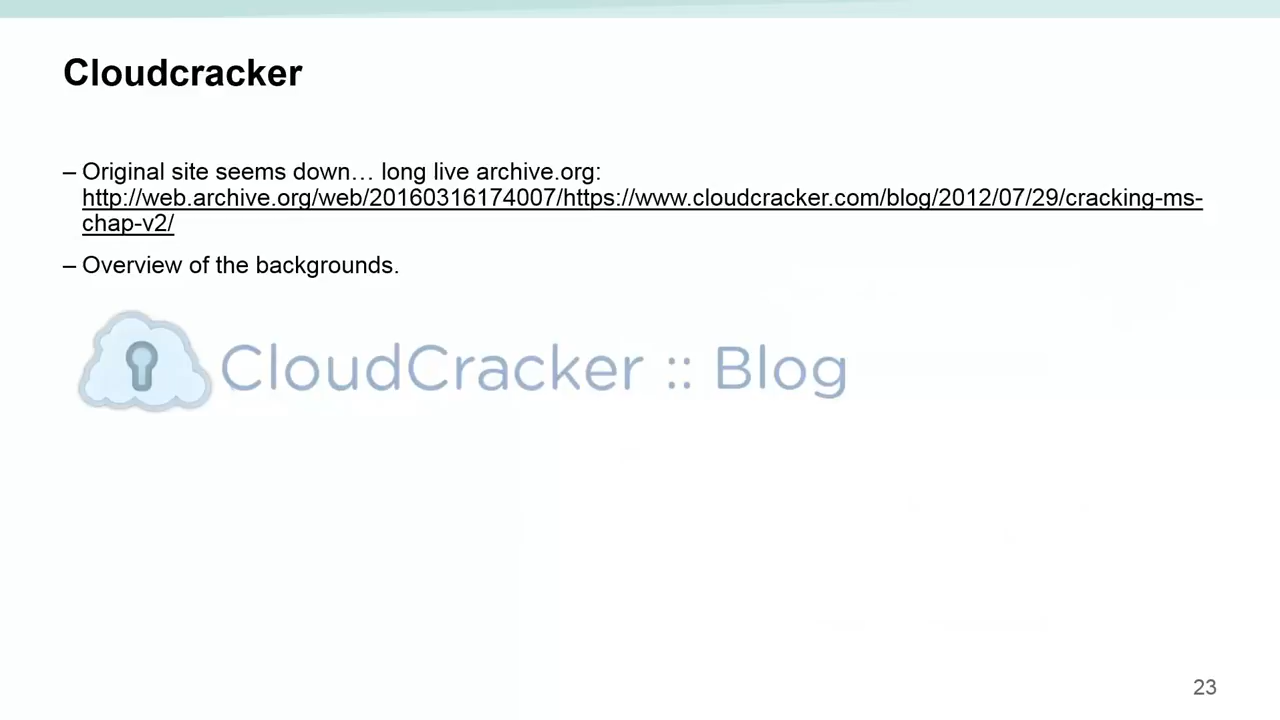 Cloudcracker
– Original site seems down… long live archive.org:
http://web.archive.org/web/20160316174007/https://www.cloudcracker.com/blog/2012/07/29/cracking-ms-
chap-v2/
– Overview of the backgrounds.
CloudCracker :: Blog
23